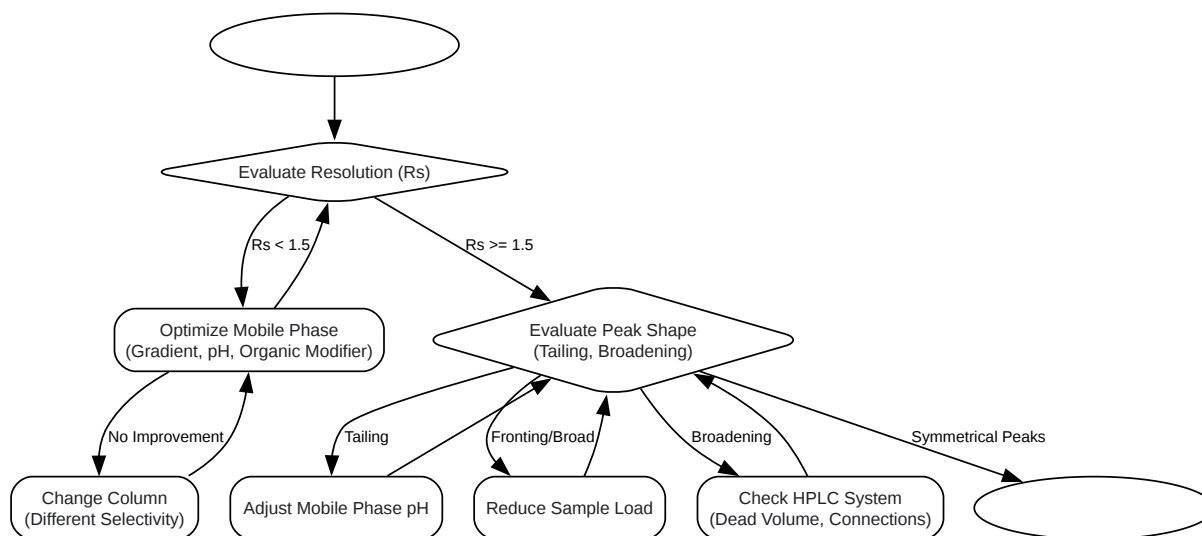 Evaluate Resolution (Rs)
Rs < 1.5
Rs >= 1.5
Optimize Mobile Phase
(Gradient, pH, Organic Modifier)
Evaluate Peak Shape
(Tailing, Broadening)
No Improvement
Tailing
Fronting/Broad
Broadening
Symmetrical Peaks
Change Column
(Different Selectivity)
Adjust Mobile Phase pH
Reduce Sample Load
Check HPLC System
(Dead Volume, Connections)